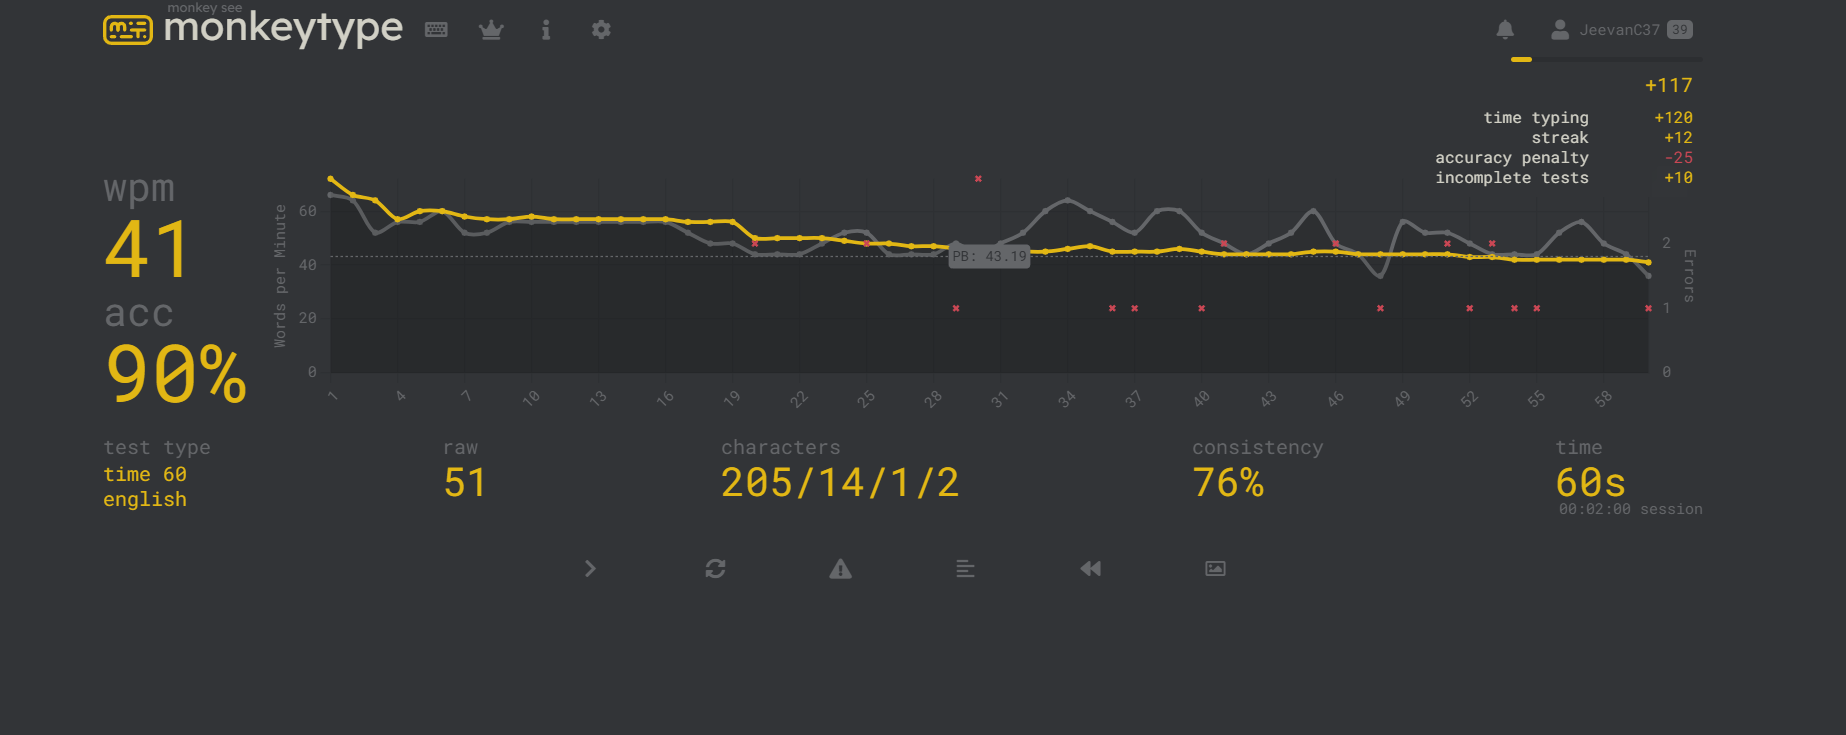 monkey see
monkeytype
JeevanC37 39
+117
time typing +120
streak +12
accuracy penalty -25
incomplete tests +10
wpm
41
acc
90%
Words per Minute
60
40
20
0
PB: 43.19
Errors
2
1
0
1 4 7 10 13 16 19 22 25 28 31 34 37 40 43 46 49 52 55 58
test type
time 60
english
raw
51
characters
205/14/1/2
consistency
76%
time
60s
00:02:00 session